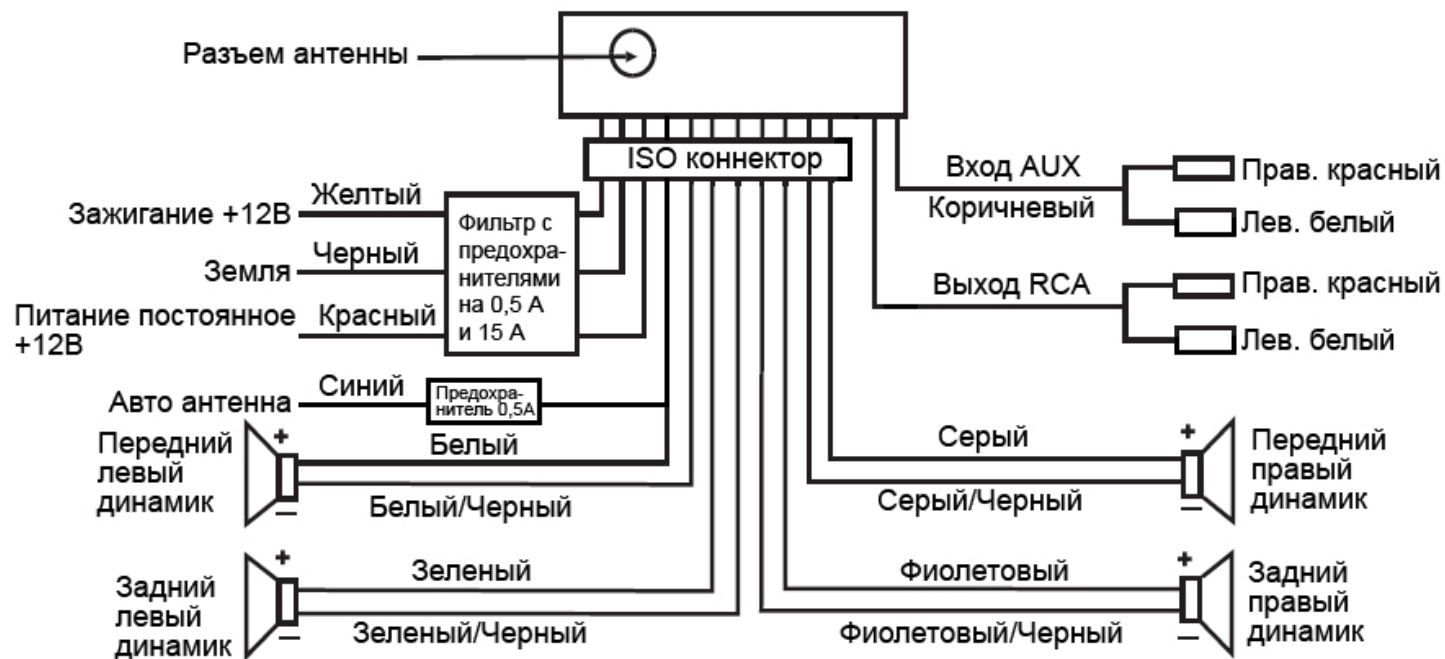 Разъем антенны
ISO коннектор
Вход AUX
Коричневый
Прав. красный
Лев. белый
Выход RCA
Прав. красный
Лев. белый
Зажигание +12В
Желтый
Земля
Черный
Питание постоянное
+12В
Красный
Фильтр с
предохра-
нителями
на 0,5 А
и 15 А
Авто антенна
Синий
Предохра-
нитель 0,5А
Передний
левый
динамик
+
−
Белый
Белый/Черный
Серый
Серый/Черный
+
−
Передний
правый
динамик
Задний
левый
динамик
+
−
Зеленый
Зеленый/Черный
Фиолетовый
Фиолетовый/Черный
+
−
Задний
правый
динамик